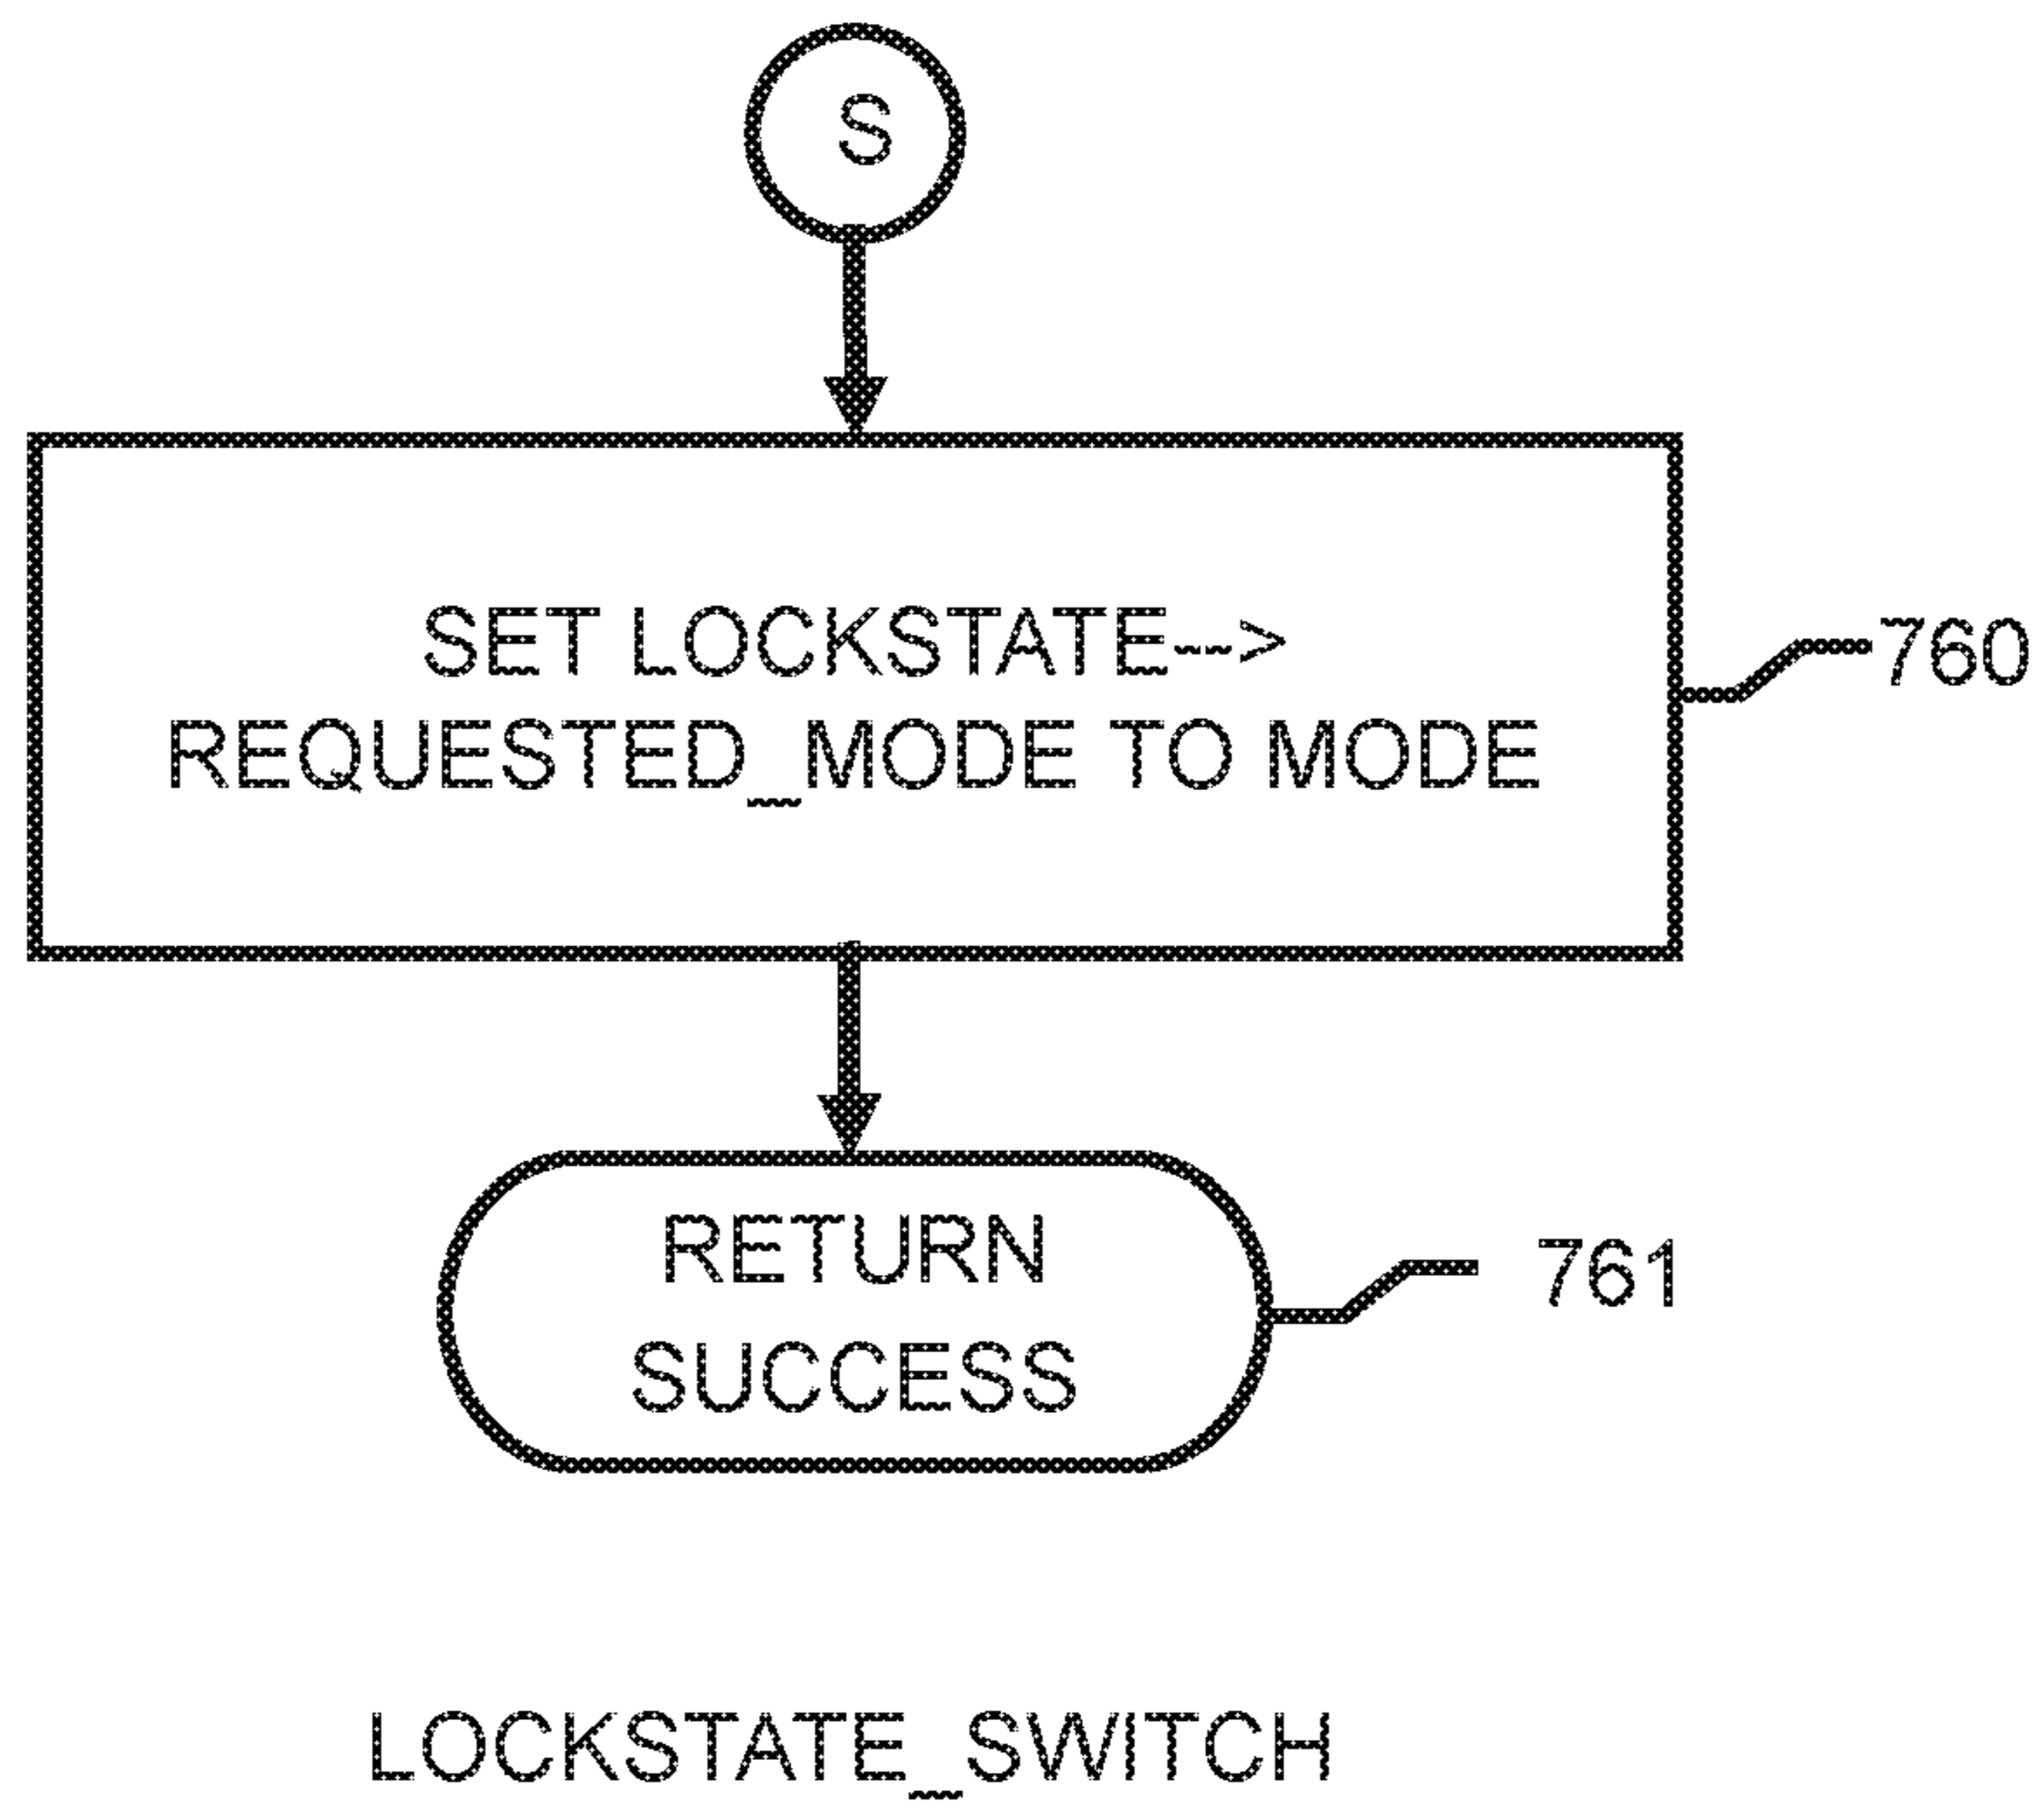 S
SET LOCKSTATE-->
REQUESTED_MODE TO MODE
760
RETURN
SUCCESS
761
LOCKSTATE_SWITCH